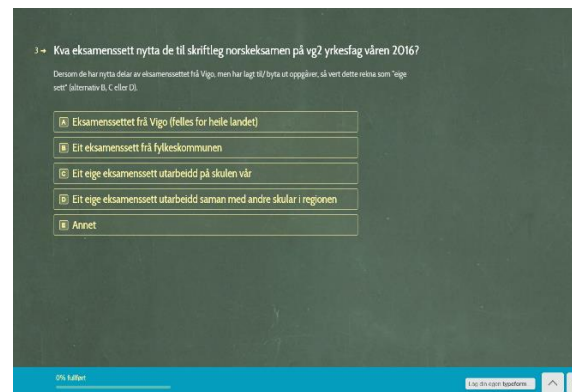 3→ Kva eksamenssett nytta de til skriftleg norskeksamen på vg2 yrkesfag våren 2016?
Dersom de har nytta delar av eksamenssettet frå Vigo, men har lagt til/ byta ut oppgåver, så vert dette rekna som "eige
sett" (alternativ B, C eller D).
A Eksamenssettet frå Vigo (felles for heile landet)
B Eit eksamenssett frå fylkeskommunen
C Eit eige eksamenssett utarbeidd på skulen vår
D Eit eige eksamenssett utarbeidd saman med andre skular i regionen
E Annet
0% fullført
Lag din egen typeform